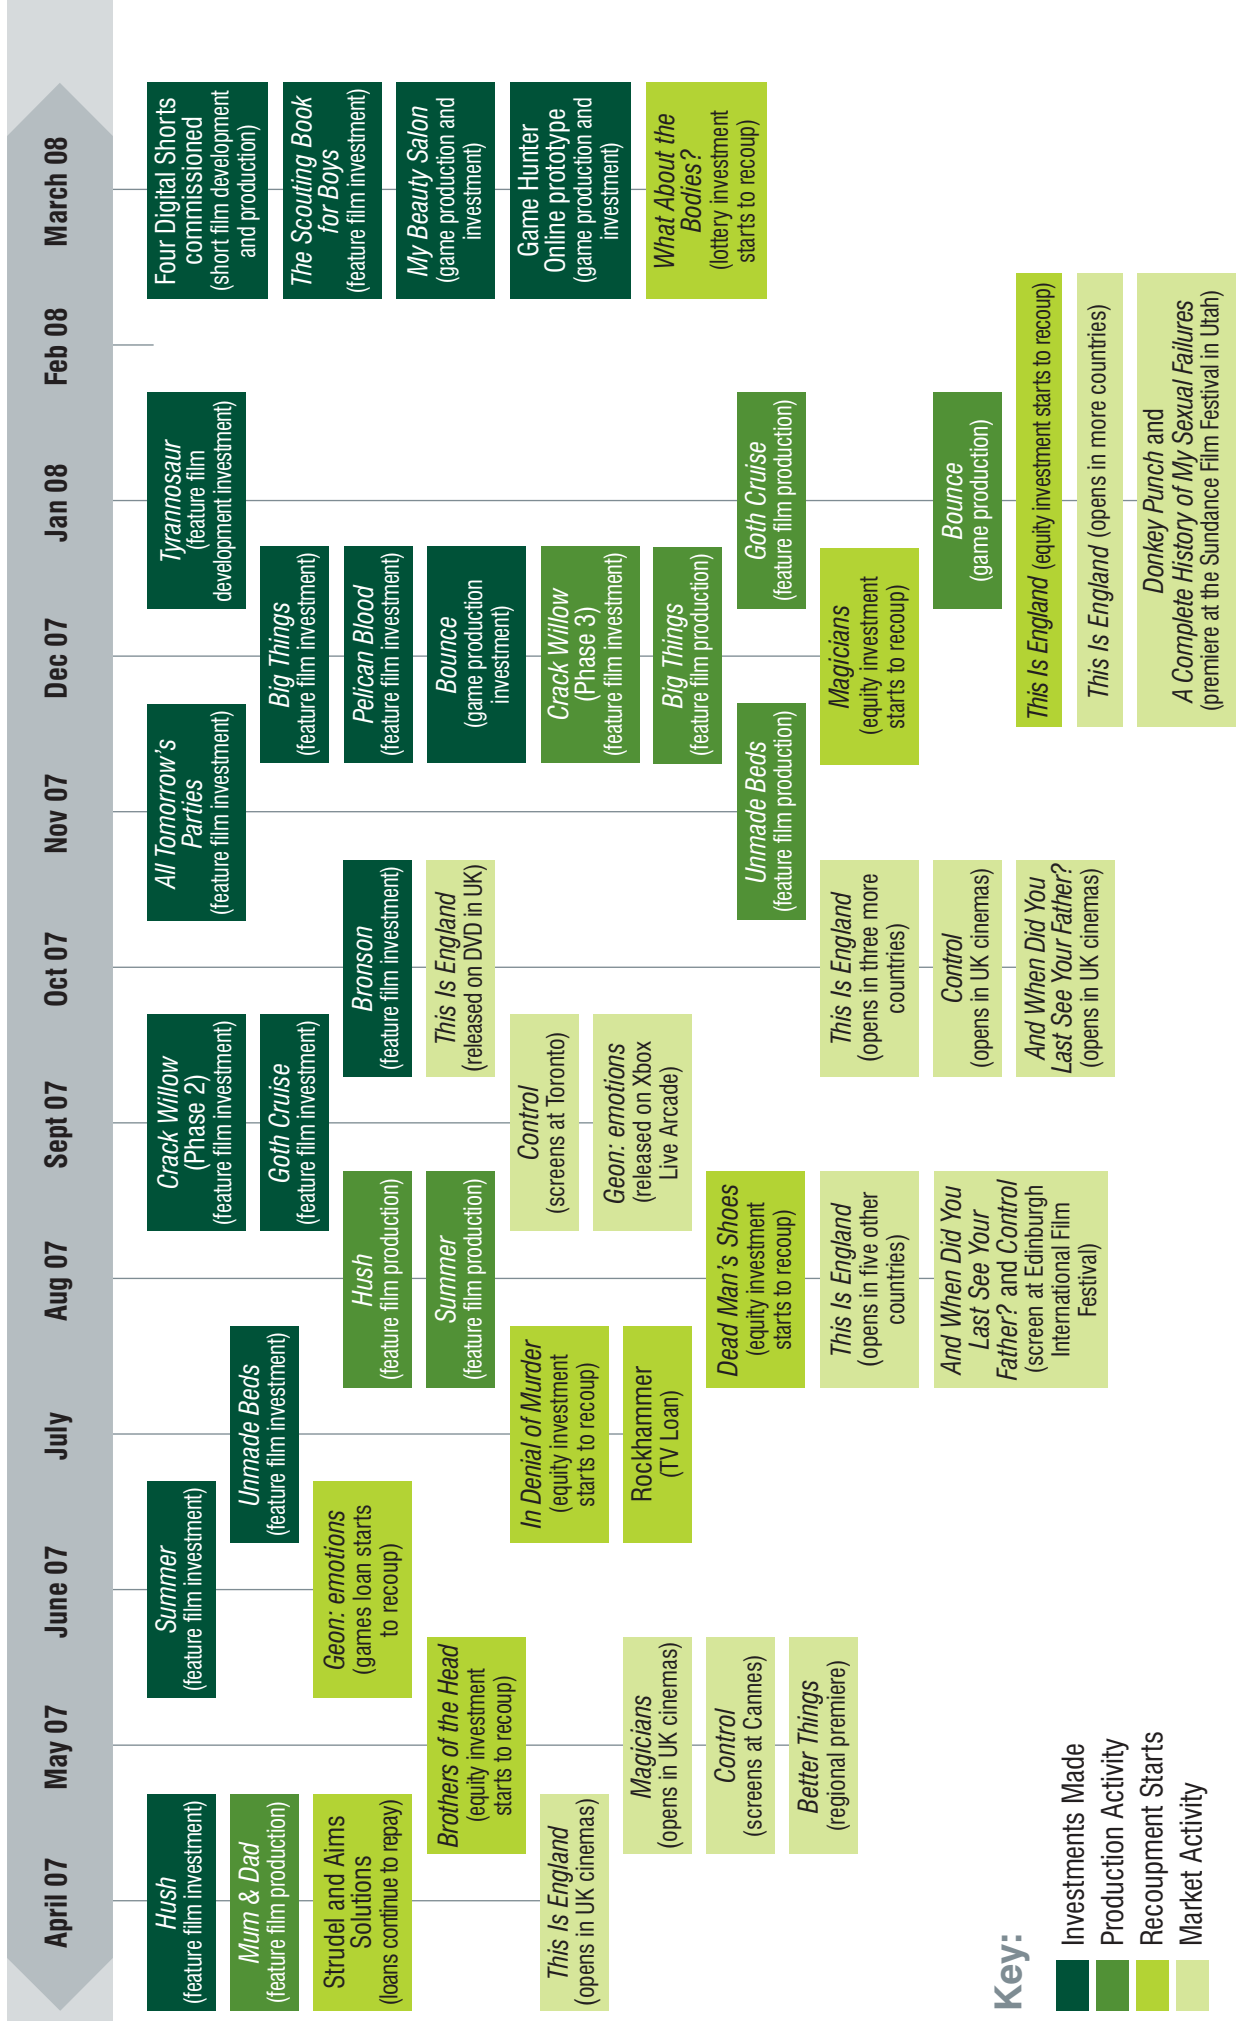 April 07
May 07
June 07
July
Aug 07
Sept 07
Oct 07
Nov 07
Dec 07
Jan 08
Feb 08
March 08
Hush
(feature film investment)
Mum & Dad
(feature film production)
Strudel and Aims
Solutions
(loans continue to repay)
This Is England
(opens in UK cinemas)
Brothers of the Head
(equity investment
starts to recoup)
Magicians
(opens in UK cinemas)
Control
(screens at Cannes)
Better Things
(regional premiere)
Summer
(feature film investment)
Geon: emotions
(games loan starts
to recoup)
Unmade Beds
(feature film investment)
In Denial of Murder
(equity investment
starts to recoup)
Rockhammer
(TV Loan)
Hush
(feature film production)
Summer
(feature film production)
Dead Man's Shoes
(equity investment
starts to recoup)
This Is England
(opens in five other
countries)
And When Did You
Last See Your
Father? and Control
(screen at Edinburgh
International Film
Festival)
Crack Willow
(Phase 2)
(feature film investment)
Goth Cruise
(feature film investment)
Control
(screens at Toronto)
Geon: emotions
(released on Xbox
Live Arcade)
Bronson
(feature film investment)
This Is England
(released on DVD in UK)
This Is England
(opens in three more
countries)
Control
(opens in UK cinemas)
And When Did You
Last See Your Father?
(opens in UK cinemas)
All Tomorrow's
Parties
(feature film investment)
Unmade Beds
(feature film production)
Big Things
(feature film investment)
Pelican Blood
(feature film investment)
Bounce
(game production
investment)
Crack Willow
(Phase 3)
(feature film investment)
Big Things
(feature film production)
Magicians
(equity investment
starts to recoup)
Tyrannosaur
(feature film
development investment)
Goth Cruise
(feature film production)
Bounce
(game production)
This Is England (equity investment starts to recoup)
This Is England (opens in more countries)
Donkey Punch and
A Complete History of My Sexual Failures
(premiere at the Sundance Film Festival in Utah)
Four Digital Shorts
commissioned
(short film development
and production)
The Scouting Book
for Boys
(feature film investment)
My Beauty Salon
(game production and
investment)
Game Hunter
Online prototype
(game production and
investment)
What About the
Bodies?
(lottery investment
starts to recoup)
Key:
Investments Made
Production Activity
Recoupment Starts
Market Activity